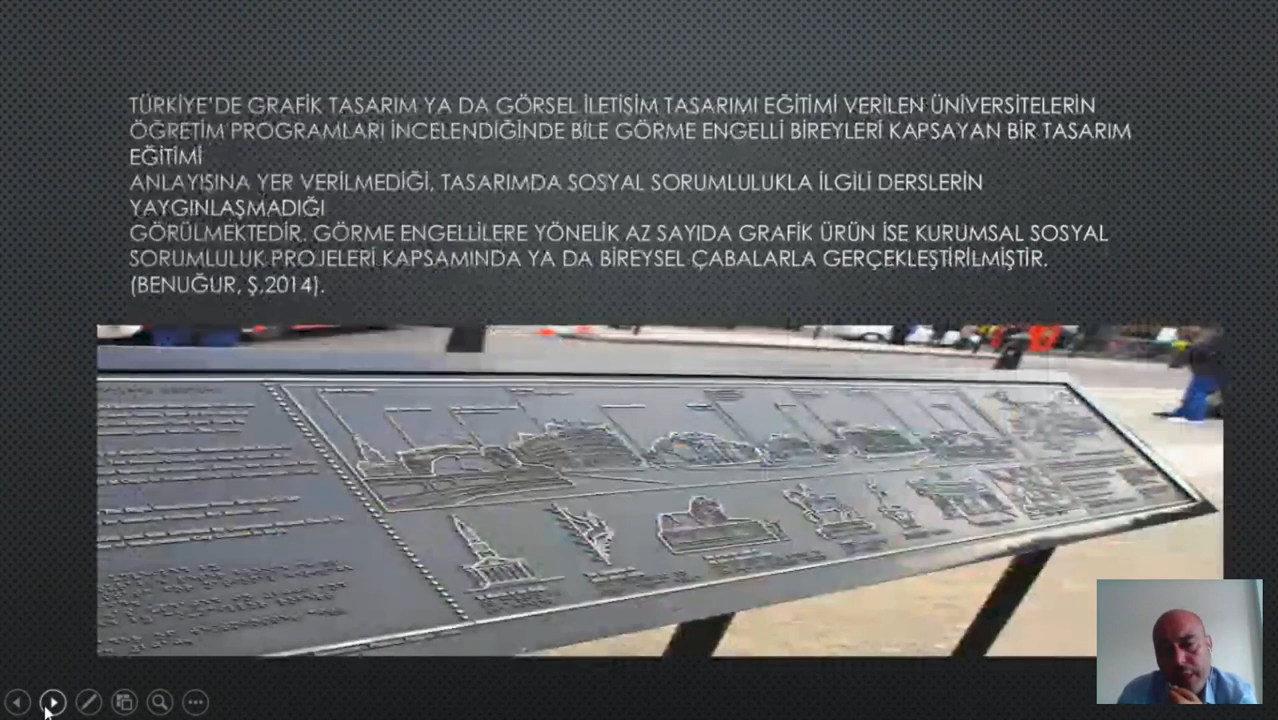 TÜRKİYE'DE GRAFİK TASARIM YA DA GÖRSEL İLETİŞİM TASARIMI EĞİTİMİ VERİLEN ÜNİVERSİTELERİN
ÖĞRETİM PROGRAMLARI İNCELENDİĞİNDE BİLE GÖRME ENGELLİ BİREYLERİ KAPSAYAN BİR TASARIM
EĞİTİMİ
ANLAYIŞINA YER VERİLMEDİĞİ, TASARIMDA SOSYAL SORUMLULUKLA İLGİLİ DERSLERİN
YAYGINLAŞMADIĞI
GÖRÜLMEKTEDİR. GÖRME ENGELLİLERE YÖNELİK AZ SAYIDA GRAFİK ÜRÜN İSE KURUMSAL SOSYAL
SORUMLULUK PROJELERİ KAPSAMINDA YA DA BİREYSEL ÇABALARLA GERÇEKLEŞTİRİLMİŞTİR.
(BENUĞUR, Ş,2014).